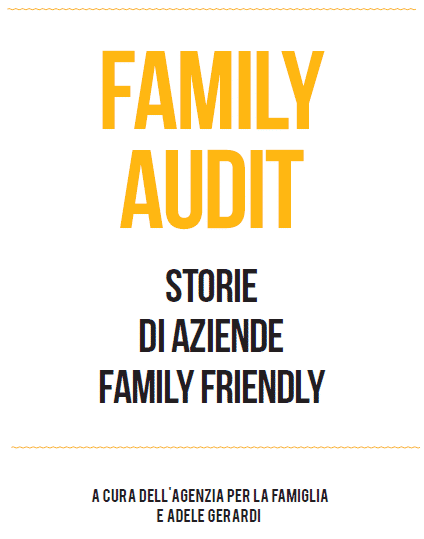 FAMILY
AUDIT
STORIE
DI AZIENDE
FAMILY FRIENDLY
A CURA DELL'AGENZIA PER LA FAMIGLIA
E ADELE GERARDI